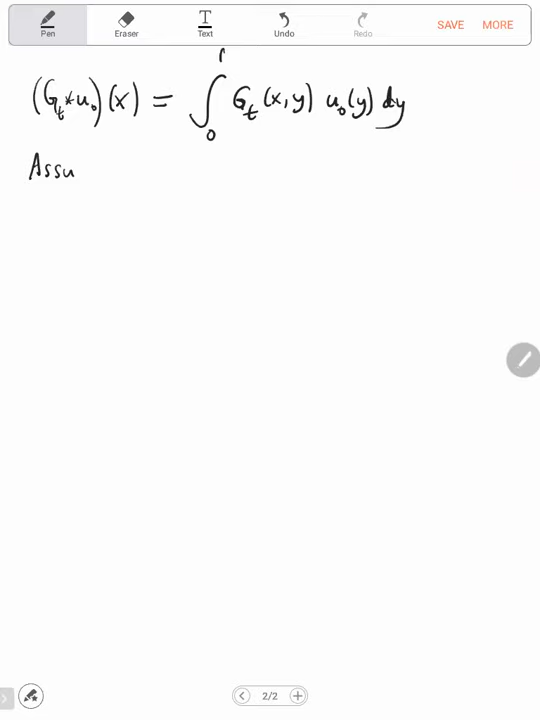 Pen Eraser Text Undo Redo SAVE MORE
(G_t * u_0)(x) = ∫_0^1 G_t(x,y) u_0(y) dy
Assu
2/2